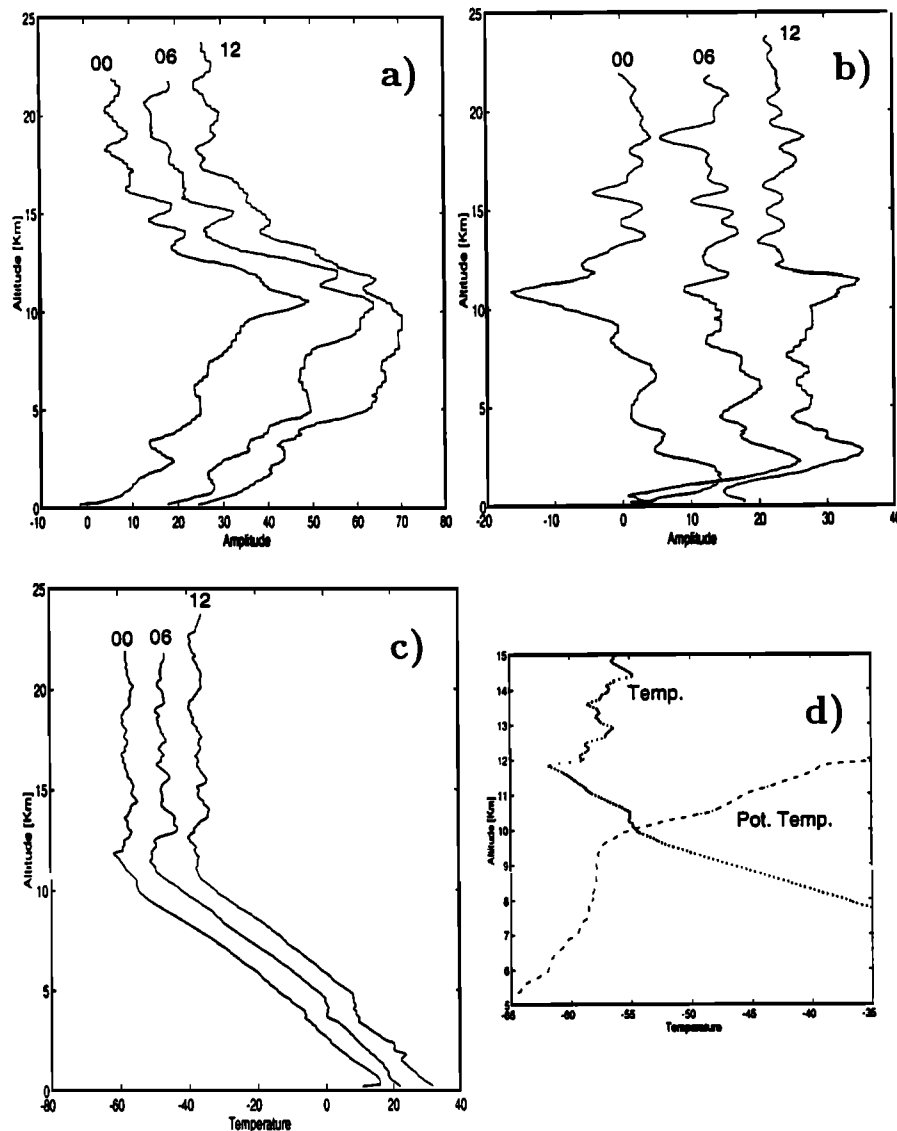 a)
00
06
12
25
20
15
10
5
0
Altitude [Km]
-10 0 10 20 30 40 50 60 70 80
Amplitude
b)
00
06
12
25
20
15
10
5
0
Altitude [Km]
-20 -10 0 10 20 30 40
Amplitude
c)
00
06
12
25
20
15
10
5
0
Altitude [Km]
-80 -60 -40 -20 0 20 40
Temperature
d)
Temp.
Pot. Temp.
15
14
13
12
11
10
9
8
7
6
5
Altitude [Km]
-65 -60 -55 -50 -45 -40 -35
Temperature